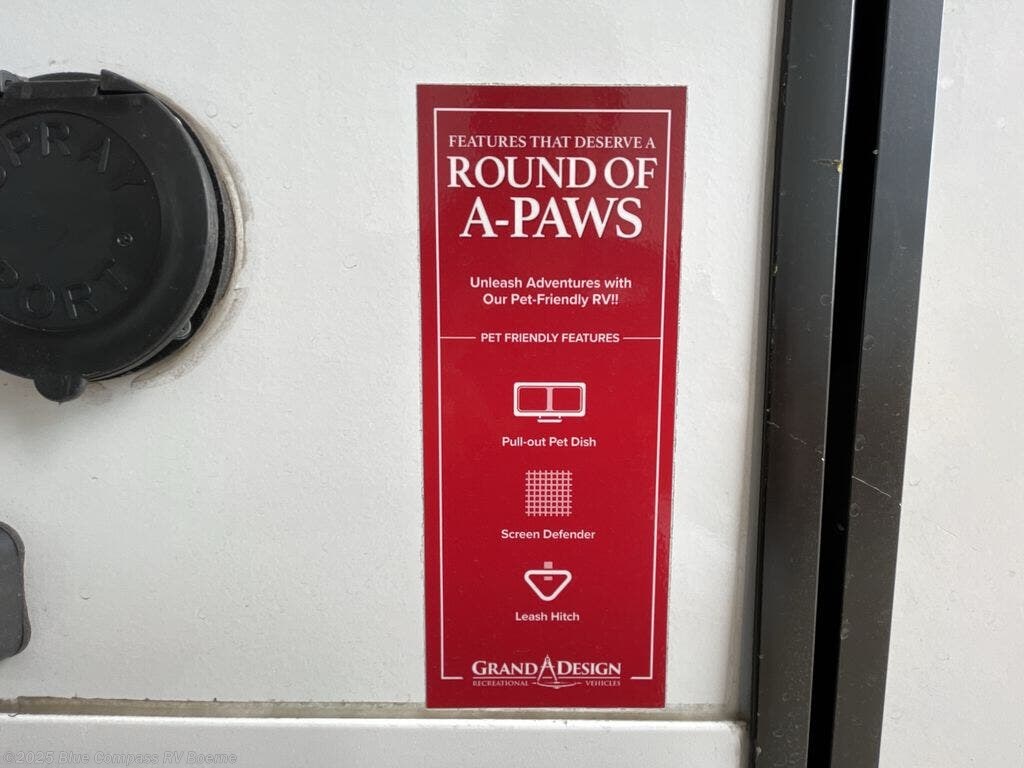 SPRAY
PORT®
FEATURES THAT DESERVE A
ROUND OF
A-PAWS
Unleash Adventures with
Our Pet-Friendly RV!!
PET FRIENDLY FEATURES
Pull-out Pet Dish
Screen Defender
Leash Hitch
GRAND DESIGN
RECREATIONAL VEHICLES
©2025 Blue Compass RV Boerne